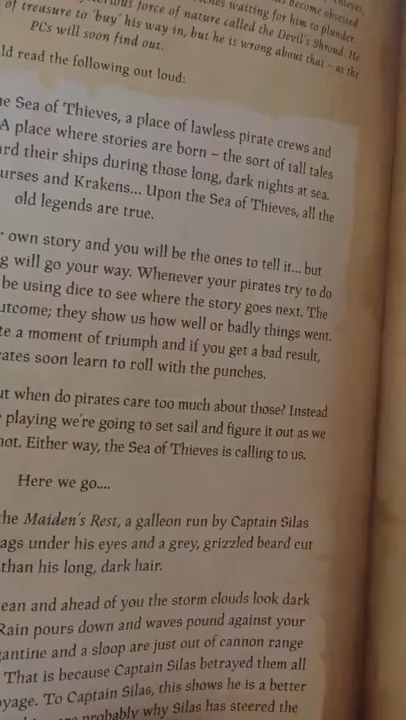 become obsessed
waiting for him to plunder.
force of nature called the Devil's Shroud. He
of treasure to 'buy' his way in, but he is wrong about that – as the
PCs will soon find out.
ld read the following out loud:
e Sea of Thieves, a place of lawless pirate crews and
A place where stories are born – the sort of tall tales
rd their ships during those long, dark nights at sea.
urses and Krakens... Upon the Sea of Thieves, all the
old legends are true.
r own story and you will be the ones to tell it... but
g will go your way. Whenever your pirates try to do
be using dice to see where the story goes next. The
utcome; they show us how well or badly things went.
te a moment of triumph and if you get a bad result,
ates soon learn to roll with the punches.
ut when do pirates care too much about those? Instead
playing we're going to set sail and figure it out as we
not. Either way, the Sea of Thieves is calling to us.
Here we go....
the Maiden's Rest, a galleon run by Captain Silas
ags under his eyes and a grey, grizzled beard cut
than his long, dark hair.
ean and ahead of you the storm clouds look dark
Rain pours down and waves pound against your
gantine and a sloop are just out of cannon range
That is because Captain Silas betrayed them all
oyage. To Captain Silas, this shows he is a better
probably why Silas has steered the